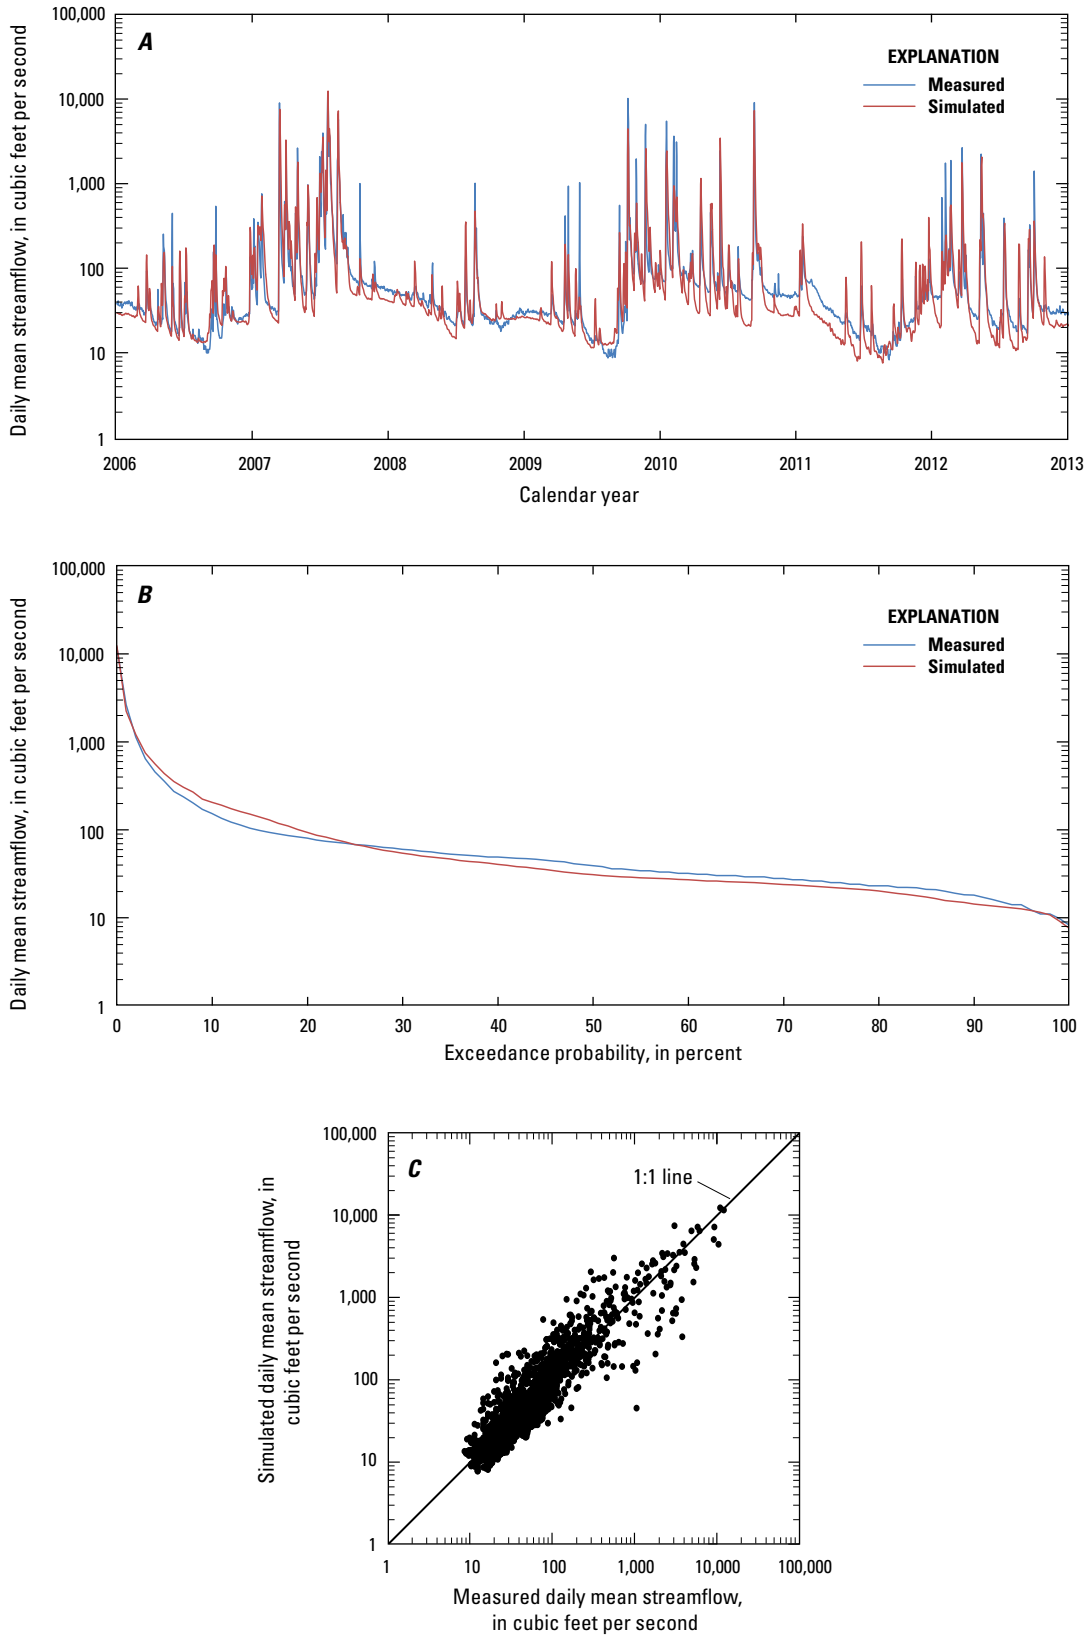 A
EXPLANATION
Measured
Simulated
Daily mean streamflow, in cubic feet per second
100,000
10,000
1,000
100
10
1
2006 2007 2008 2009 2010 2011 2012 2013
Calendar year
B
EXPLANATION
Measured
Simulated
Daily mean streamflow, in cubic feet per second
100,000
10,000
1,000
100
10
1
0 10 20 30 40 50 60 70 80 90 100
Exceedance probability, in percent
C
1:1 line
Simulated daily mean streamflow, in
cubic feet per second
100,000
10,000
1,000
100
10
1
1 10 100 1,000 10,000 100,000
Measured daily mean streamflow,
in cubic feet per second